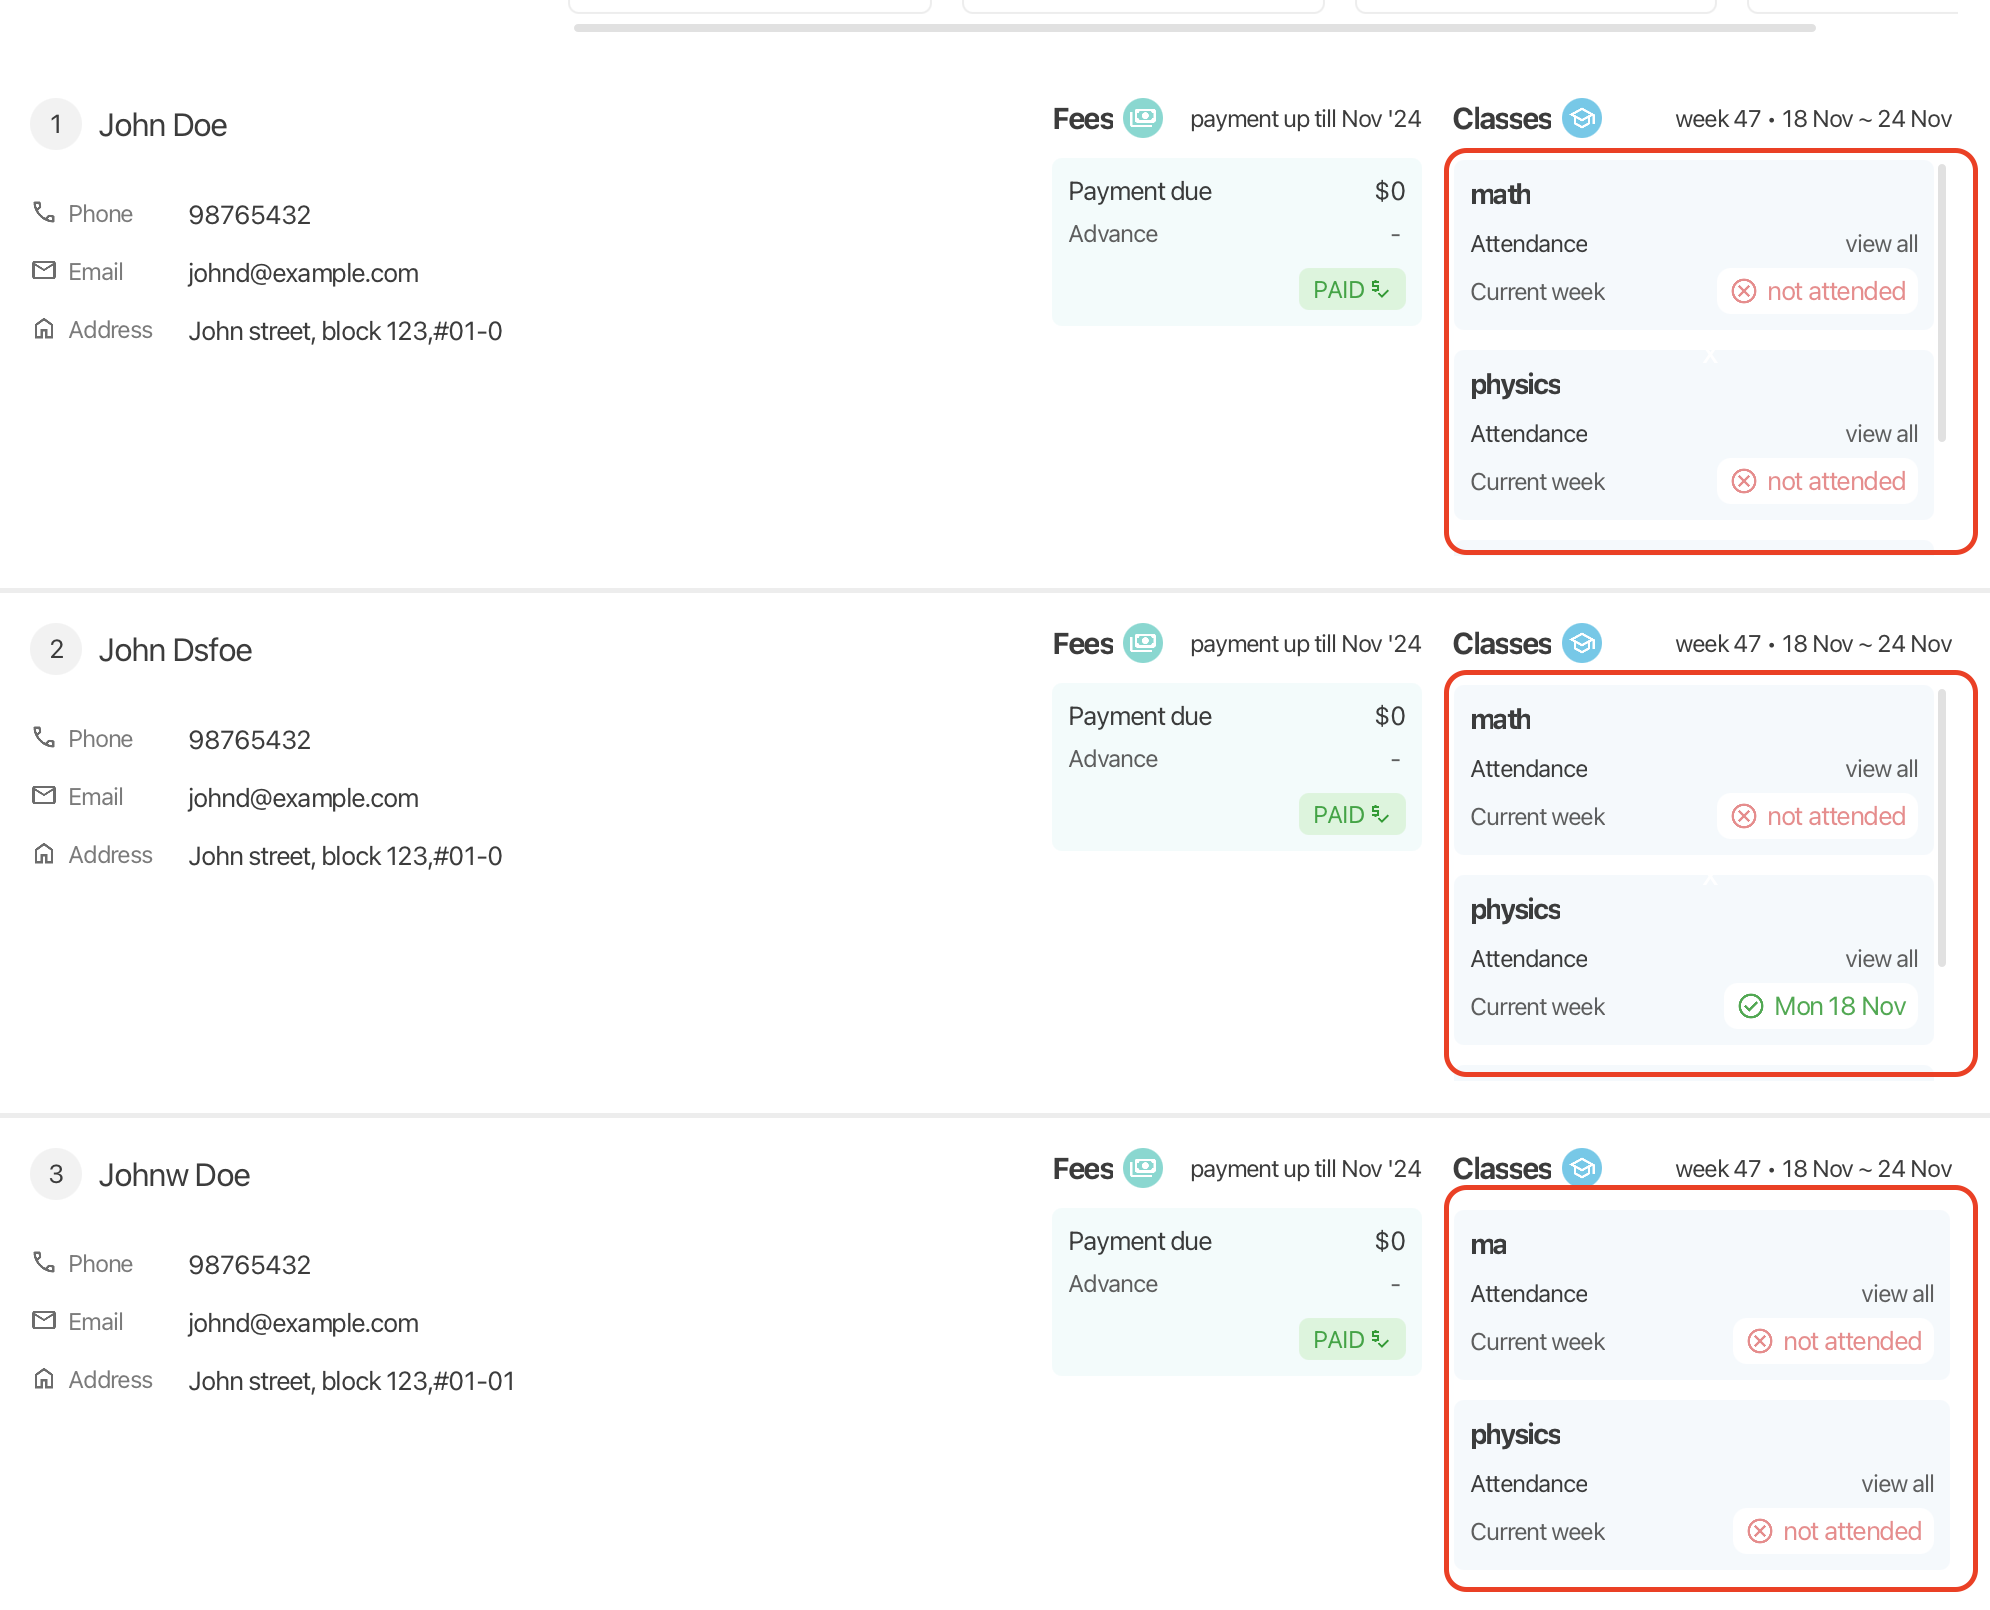 1 John Doe
Phone 98765432
Email johnd@example.com
Address John street, block 123,#01-0
Fees payment up till Nov '24
Payment due $0
Advance -
PAID
Classes week 47 • 18 Nov ~ 24 Nov
math
Attendance view all
Current week not attended
x
physics
Attendance view all
Current week not attended
2 John Dsfoe
Phone 98765432
Email johnd@example.com
Address John street, block 123,#01-0
Fees payment up till Nov '24
Payment due $0
Advance -
PAID
Classes week 47 • 18 Nov ~ 24 Nov
math
Attendance view all
Current week not attended
physics
Attendance view all
Current week Mon 18 Nov
3 Johnw Doe
Phone 98765432
Email johnd@example.com
Address John street, block 123,#01-01
Fees payment up till Nov '24
Payment due $0
Advance -
PAID
Classes week 47 • 18 Nov ~ 24 Nov
ma
Attendance view all
Current week not attended
physics
Attendance view all
Current week not attended